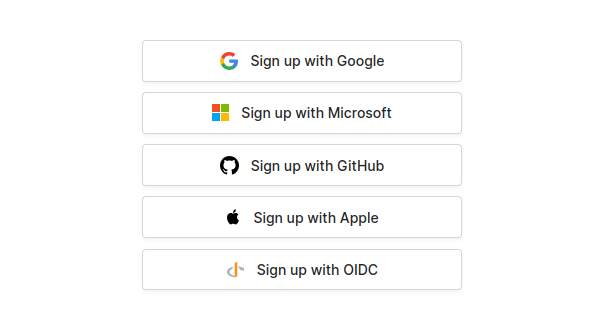 Sign up with Google
Sign up with Microsoft
Sign up with GitHub
Sign up with Apple
Sign up with OIDC